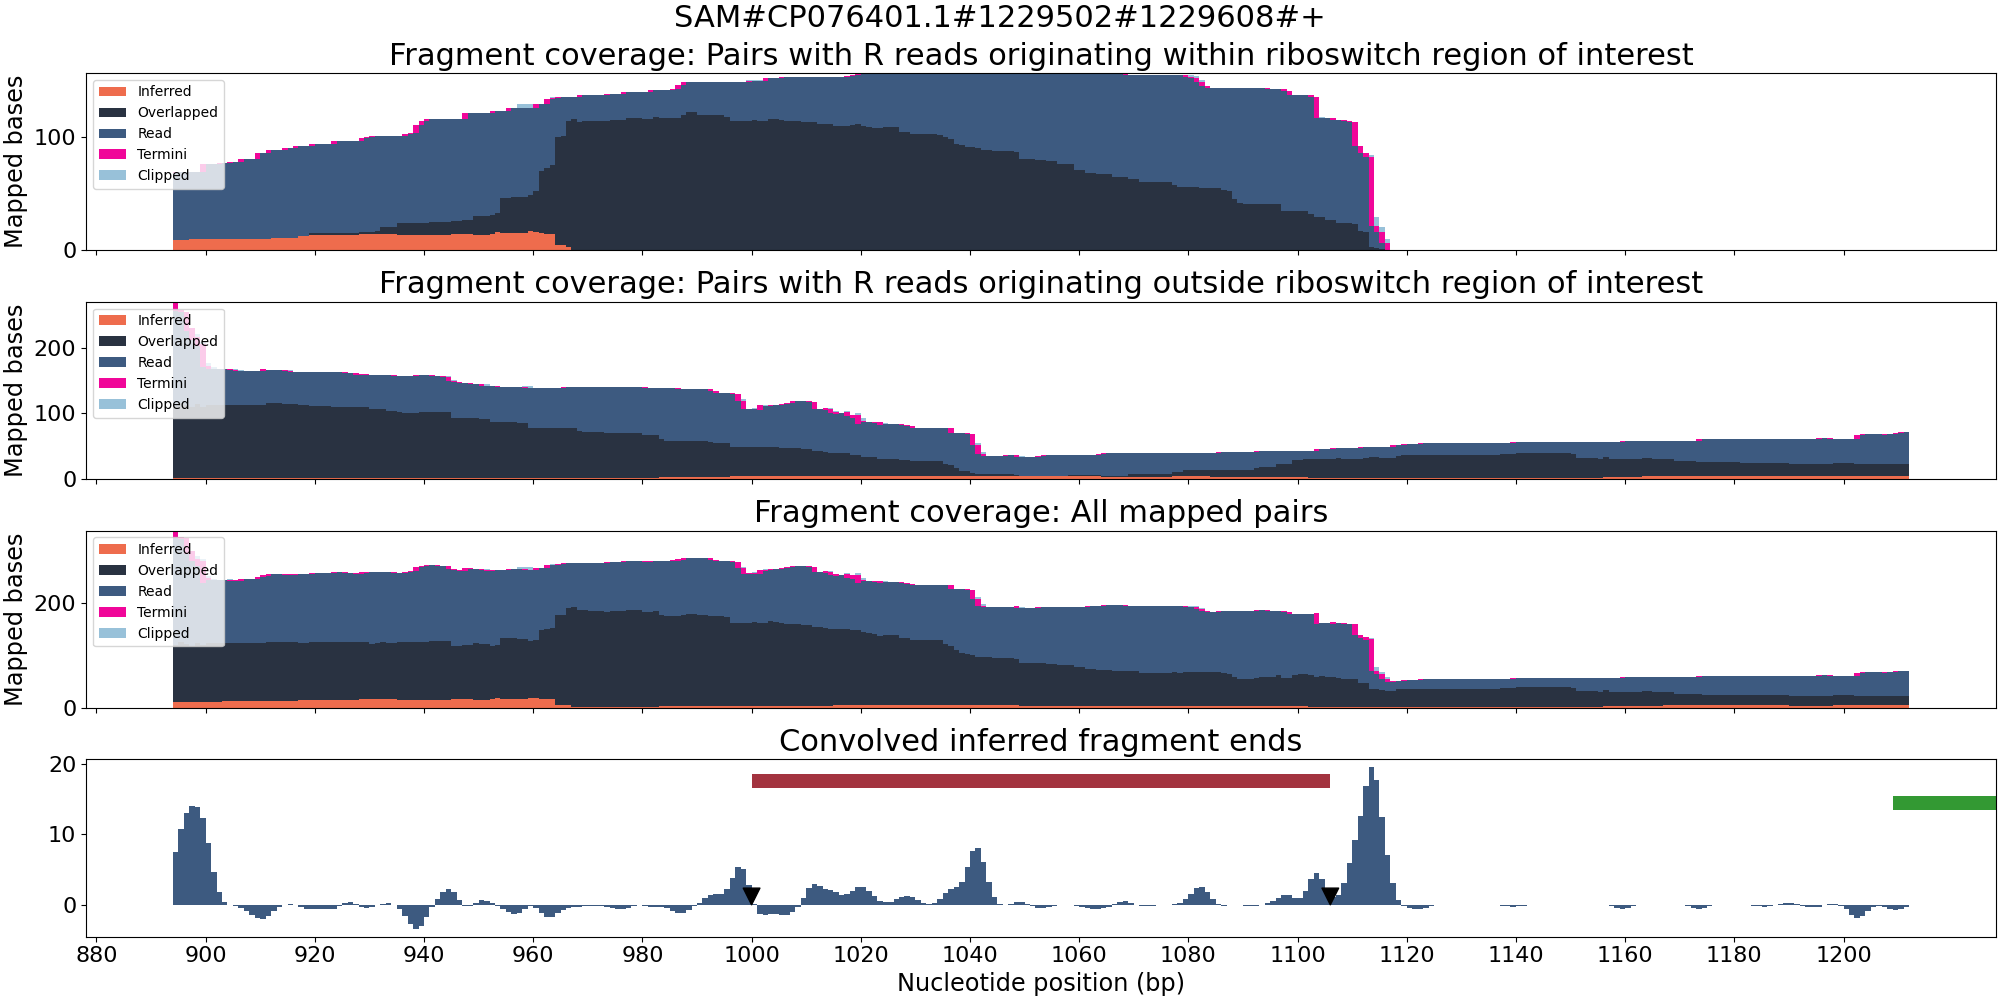 SAM#CP076401.1#1229502#1229608#+
Fragment coverage: Pairs with R reads originating within riboswitch region of interest
Mapped bases
100
0
Inferred
Overlapped
Read
Termini
Clipped
Fragment coverage: Pairs with R reads originating outside riboswitch region of interest
Mapped bases
200
100
0
Inferred
Overlapped
Read
Termini
Clipped
Fragment coverage: All mapped pairs
Mapped bases
200
0
Inferred
Overlapped
Read
Termini
Clipped
Convolved inferred fragment ends
20
10
0
880 900 920 940 960 980 1000 1020 1040 1060 1080 1100 1120 1140 1160 1180 1200
Nucleotide position (bp)